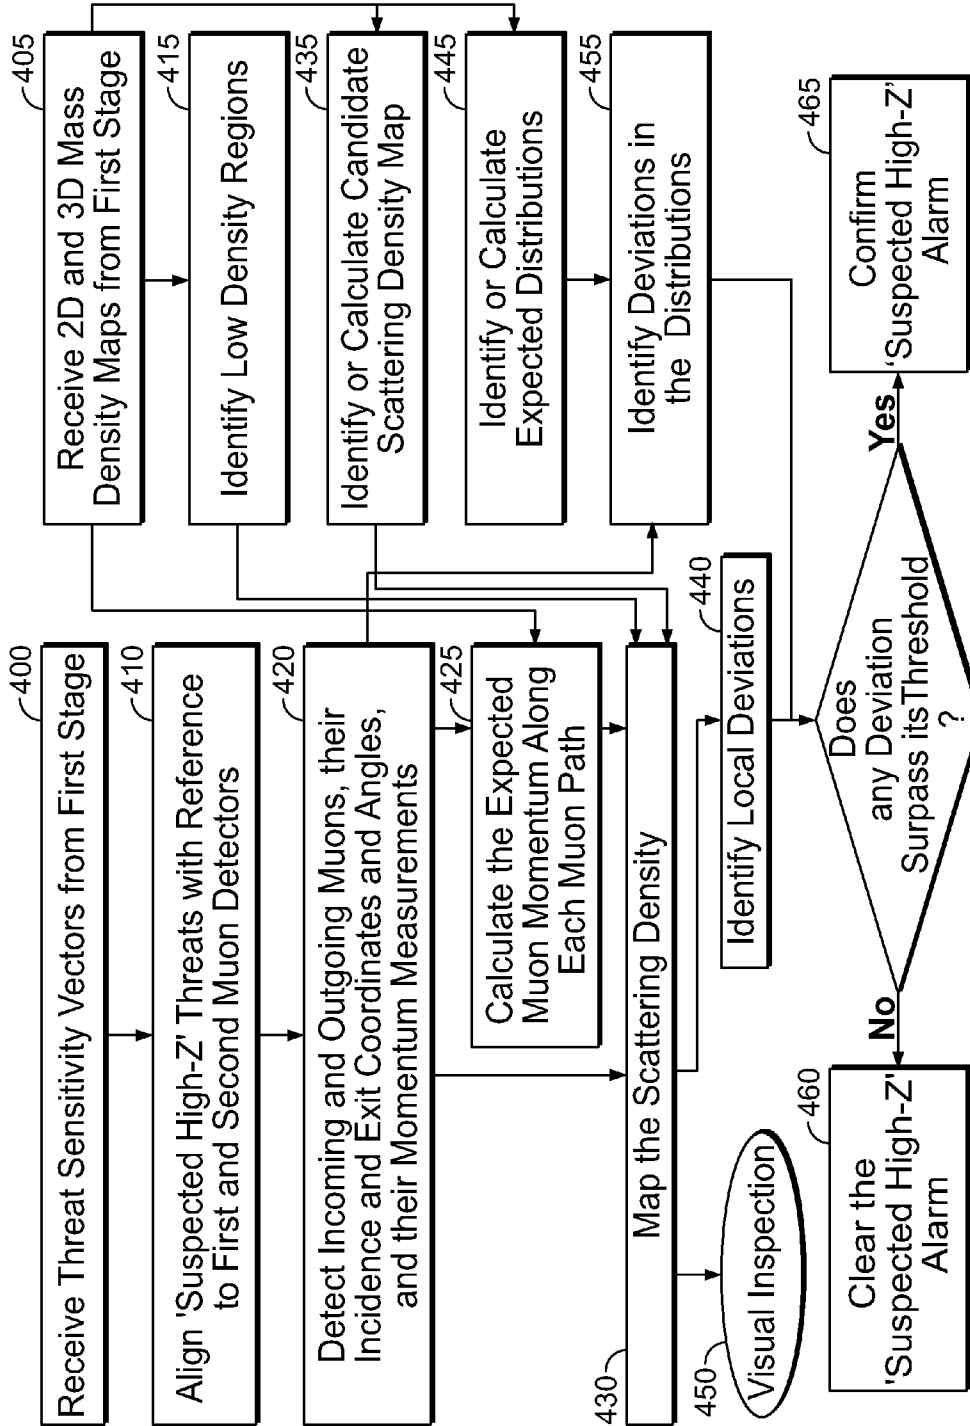 400
Receive Threat Sensitivity Vectors from First Stage
405
Receive 2D and 3D Mass
Density Maps from First Stage
410
Align 'Suspected High-Z' Threats with Reference
to First and Second Muon Detectors
415
Identify Low Density Regions
420
Detect Incoming and Outgoing Muons, their
Incidence and Exit Coordinates and Angles,
and their Momentum Measurements
435
Identify or Calculate Candidate
Scattering Density Map
425
Calculate the Expected
Muon Momentum Along
Each Muon Path
445
Identify or Calculate
Expected Distributions
430
Map the Scattering Density
455
Identify Deviations in
the Distributions
450
Visual Inspection
440
Identify Local Deviations
Does
any Deviation
Surpass itsThreshold
?
No
Yes
460
Clear the
'Suspected High-Z'
Alarm
465
Confirm
‘Suspected High-Z’
Alarm